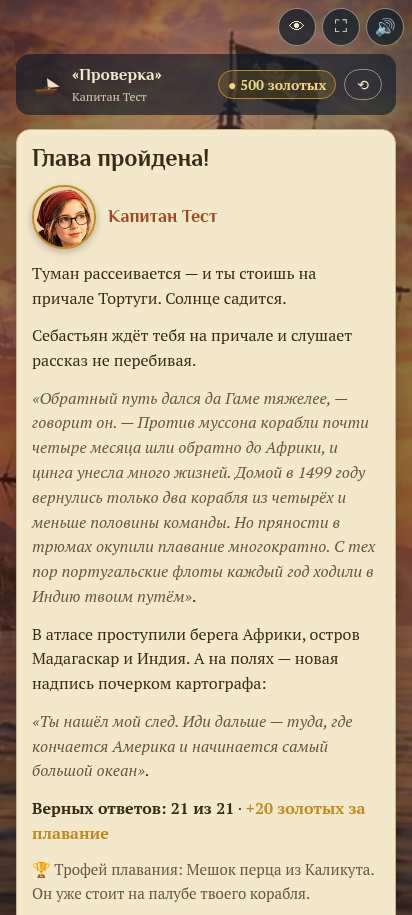 «Проверка»
Капитан Тест
● 500 золотых
⟲
Глава пройдена!
Капитан Тест
Туман рассеивается — и ты стоишь на
причале Тортуги. Солнце садится.
Себастьян ждёт тебя на причале и слушает
рассказ не перебивая.
«Обратный путь дался да Гаме тяжелее, —
говорит он. — Против муссона корабли почти
четыре месяца шли обратно до Африки, и
цинга унесла много жизней. Домой в 1499 году
вернулись только два корабля из четырёх и
меньше половины команды. Но пряности в
трюмах окупили плавание многократно. С тех
пор португальские флоты каждый год ходили в
Индию твоим путём».
В атласе проступили берега Африки, остров
Мадагаскар и Индия. А на полях — новая
надпись почерком картографа:
«Ты нашёл мой след. Иди дальше — туда, где
кончается Америка и начинается самый
большой океан».
Верных ответов: 21 из 21 · +20 золотых за
плавание
🏆 Трофей плавания: Мешок перца из Каликута.
Он уже стоит на палубе твоего корабля.